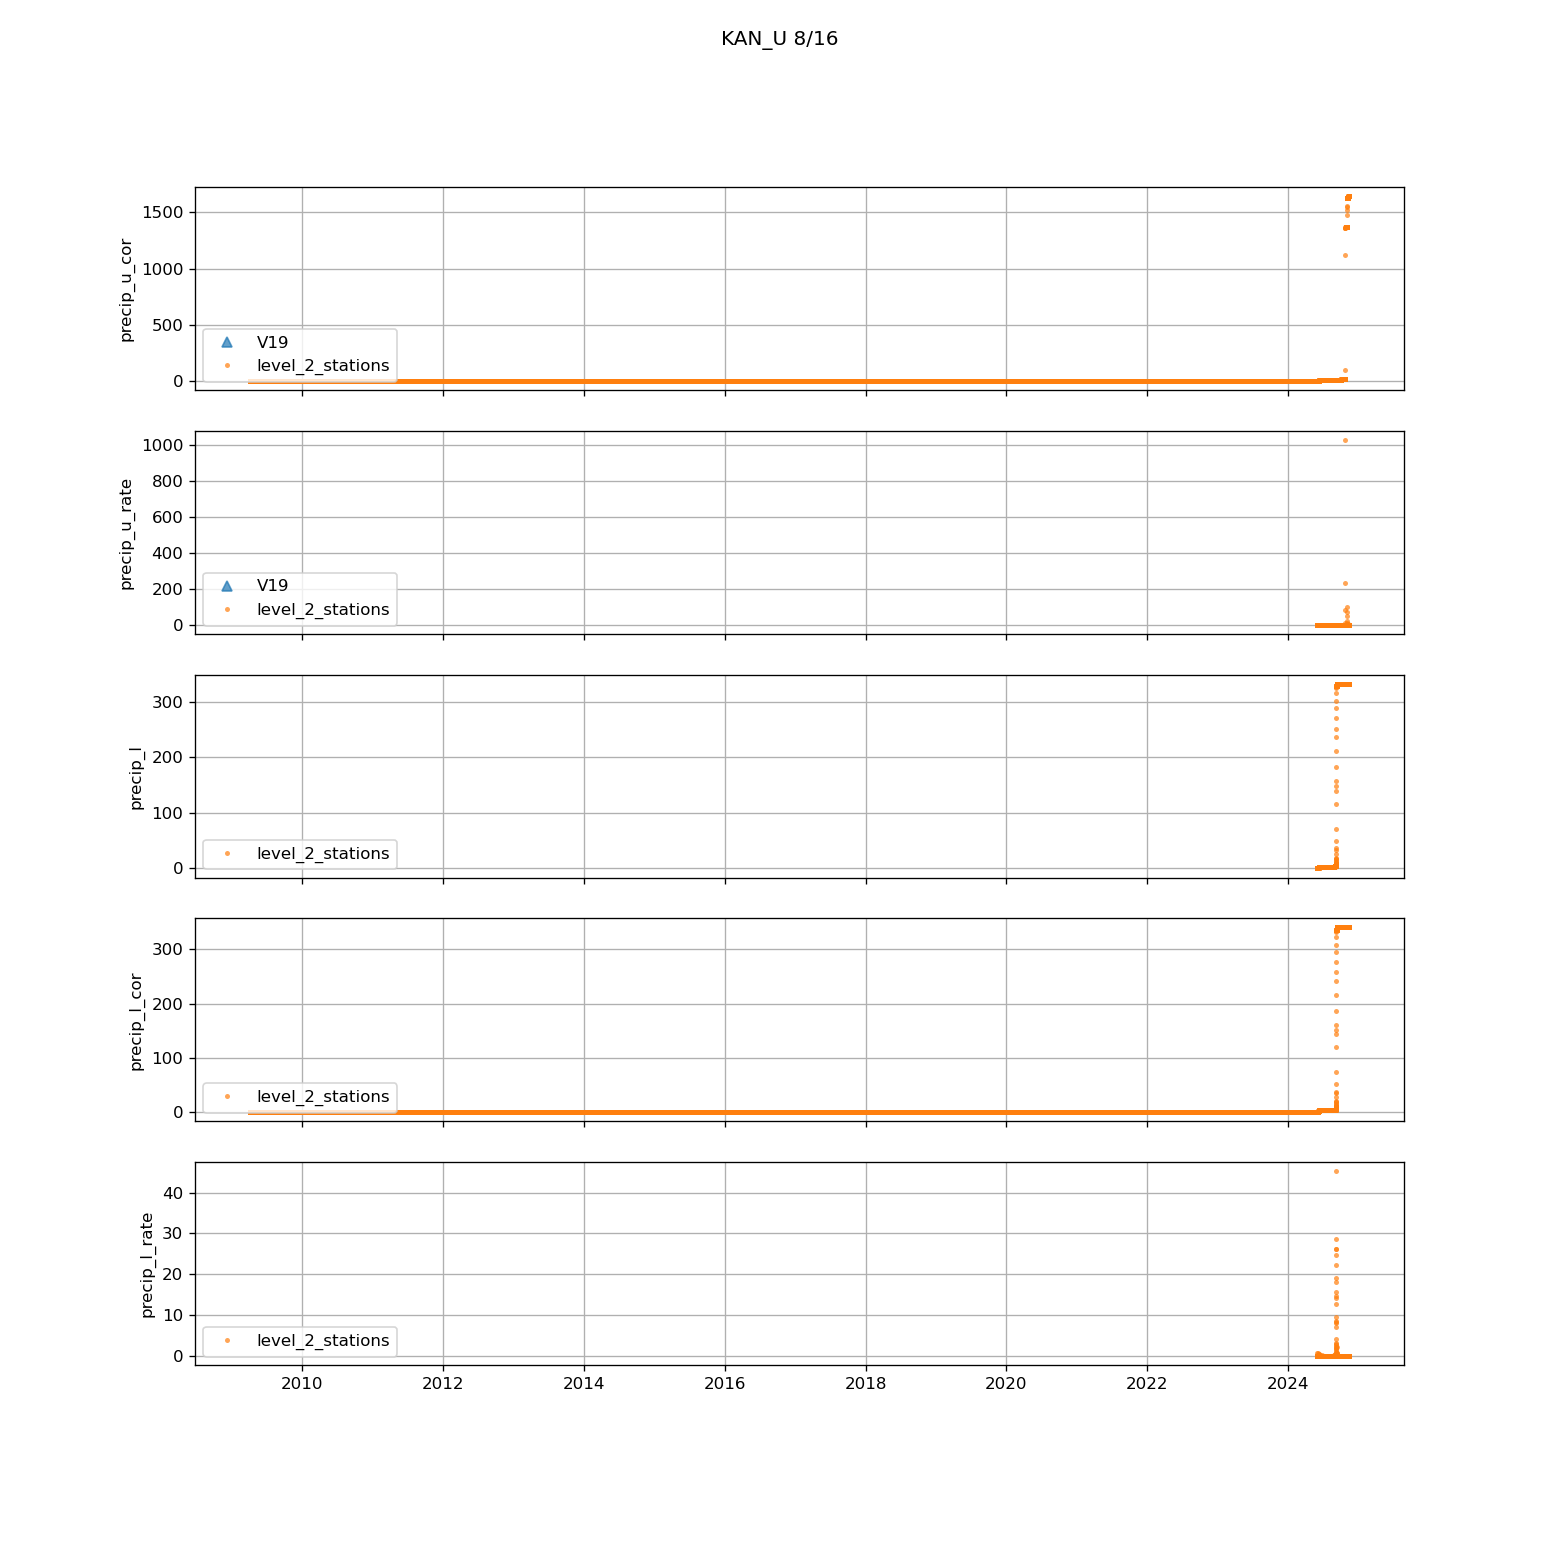 KAN_U 8/16
precip_u_cor
1500
1000
500
0
V19
level_2_stations
precip_u_rate
1000
800
600
400
200
0
V19
level_2_stations
precip_l
300
200
100
0
level_2_stations
precip_l_cor
300
200
100
0
level_2_stations
precip_l_rate
40
30
20
10
0
level_2_stations
2010 2012 2014 2016 2018 2020 2022 2024